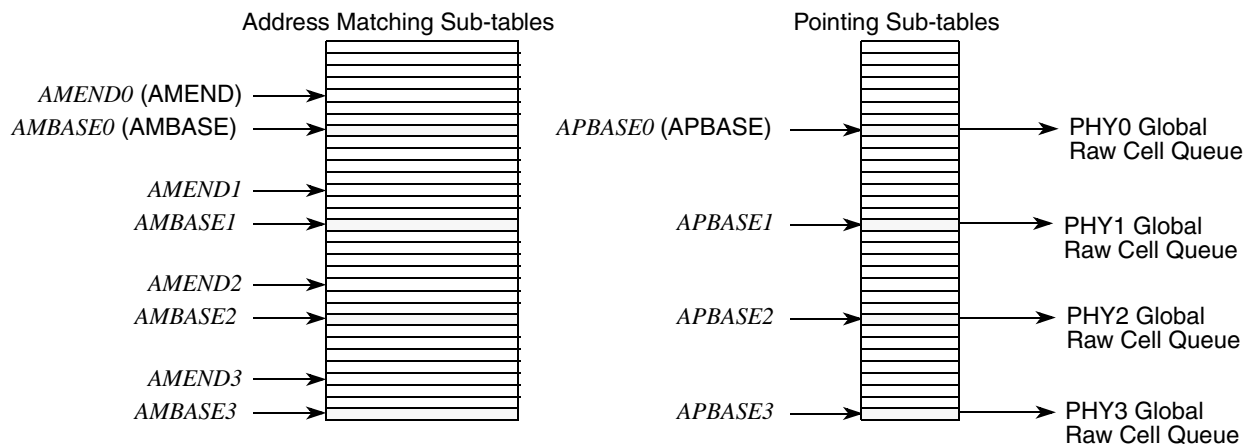 Address Matching Sub-tables
Pointing Sub-tables
AMEND0 (AMEND)
AMBASE0 (AMBASE)
APBASE0 (APBASE)
PHY0 Global
Raw Cell Queue
AMEND1
AMBASE1
APBASE1
PHY1 Global
Raw Cell Queue
AMEND2
AMBASE2
APBASE2
PHY2 Global
Raw Cell Queue
AMEND3
AMBASE3
APBASE3
PHY3 Global
Raw Cell Queue